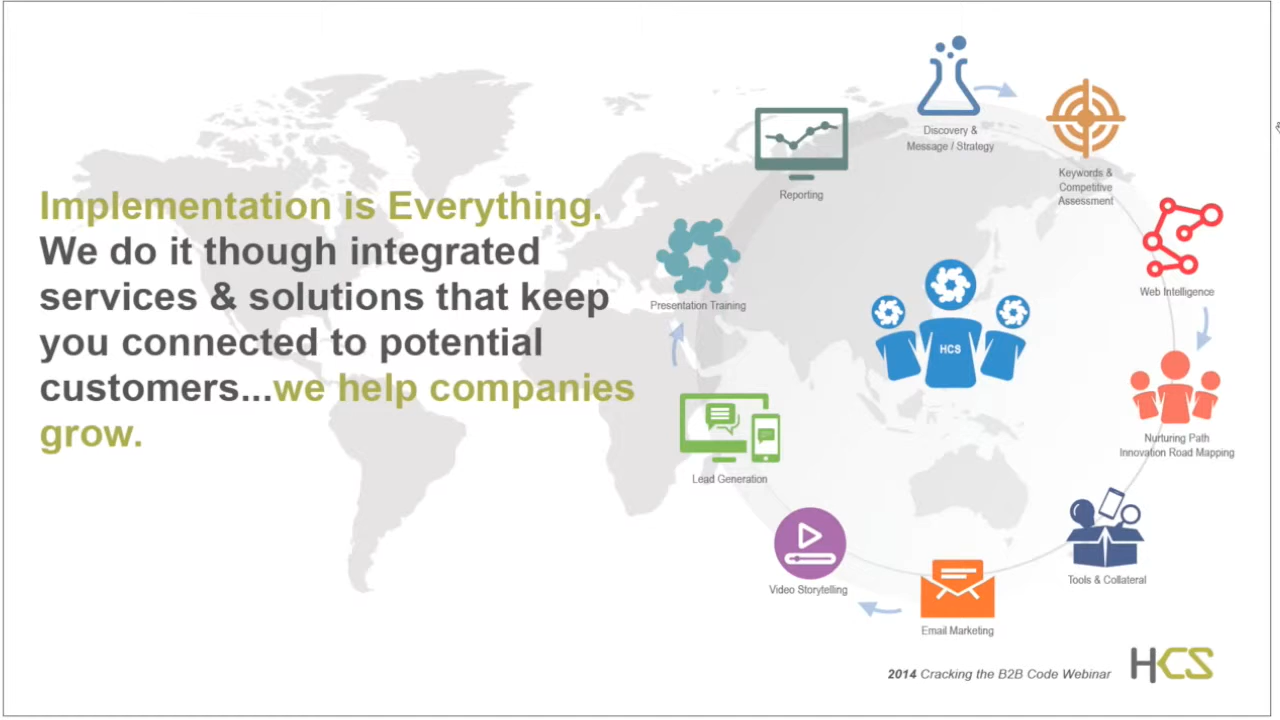 Implementation is Everything.
We do it though integrated
services & solutions that keep
you connected to potential
customers...we help companies
grow.
Discovery &
Message / Strategy
Keywords &
Competitive
Assessment
Web Intelligence
Nurturing Path
Innovation Road Mapping
Tools & Collateral
Email Marketing
Video Storytelling
Lead Generation
Presentation Training
Reporting
HCS
2014 Cracking the B2B Code Webinar
HCS